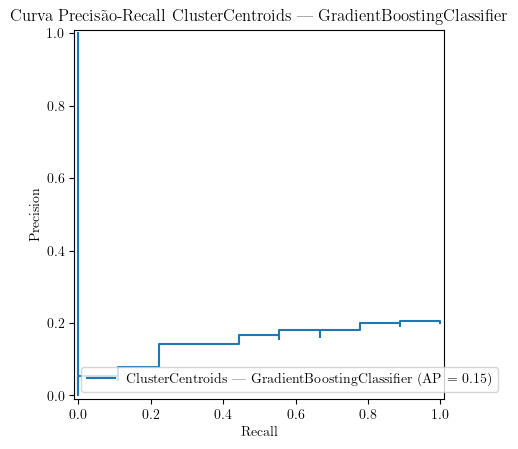 Curva Precisão-Recall ClusterCentroids — GradientBoostingClassifier
1.0
0.8
0.6
0.4
0.2
0.0
Precision
ClusterCentroids — GradientBoostingClassifier (AP = 0.15)
0.0 0.2 0.4 0.6 0.8 1.0
Recall